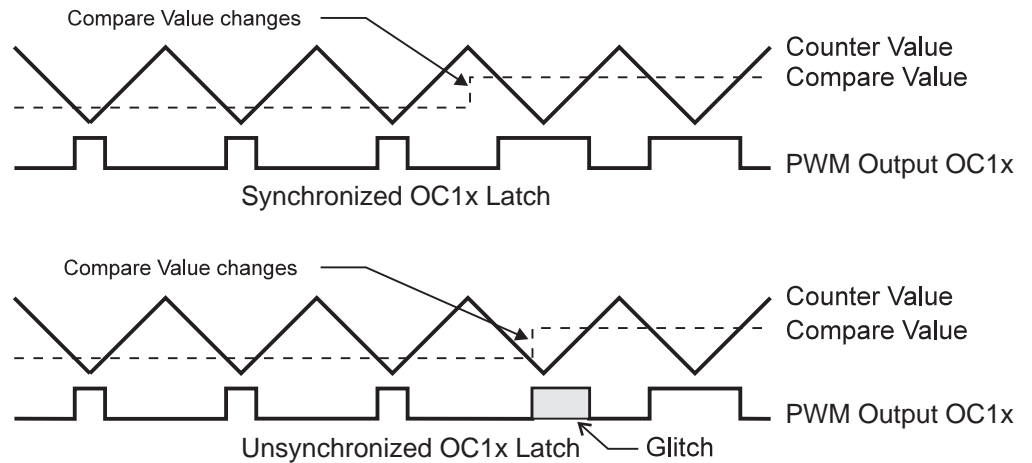 Compare Value changes
Counter Value
Compare Value
PWM Output OC1x
Synchronized OC1x Latch
Compare Value changes
Counter Value
Compare Value
PWM Output OC1x
Unsynchronized OC1x Latch
Glitch